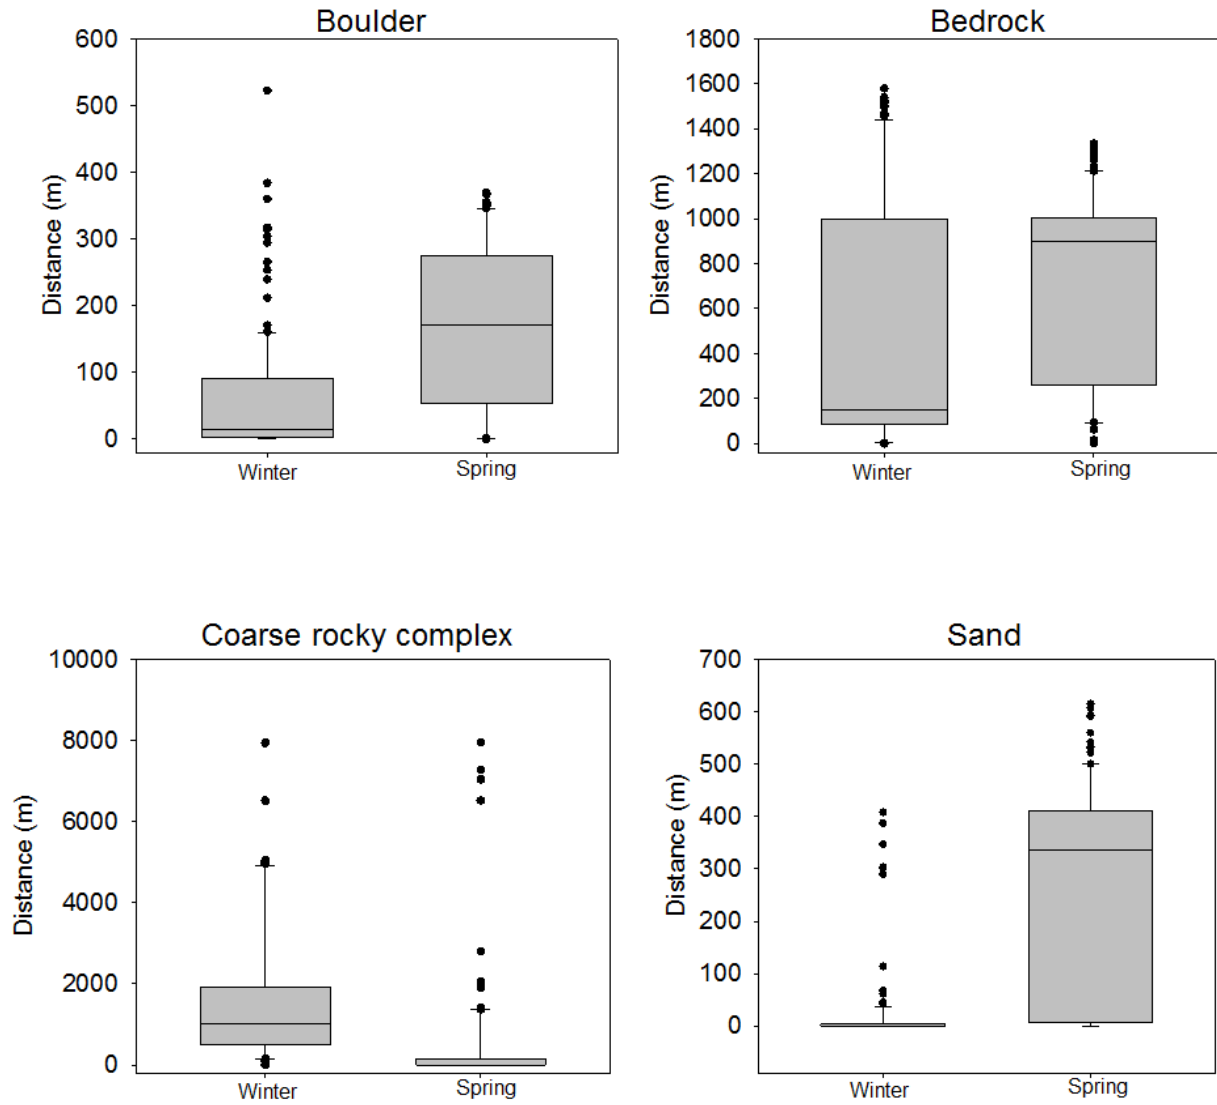 Boulder
600
500
400
300
200
100
0
Distance (m)
Winter
Spring
Bedrock
1800
1600
1400
1200
1000
800
600
400
200
0
Distance (m)
Winter
Spring
Coarse rocky complex
10000
8000
6000
4000
2000
0
Distance (m)
Winter
Spring
Sand
700
600
500
400
300
200
100
0
Distance (m)
Winter
Spring